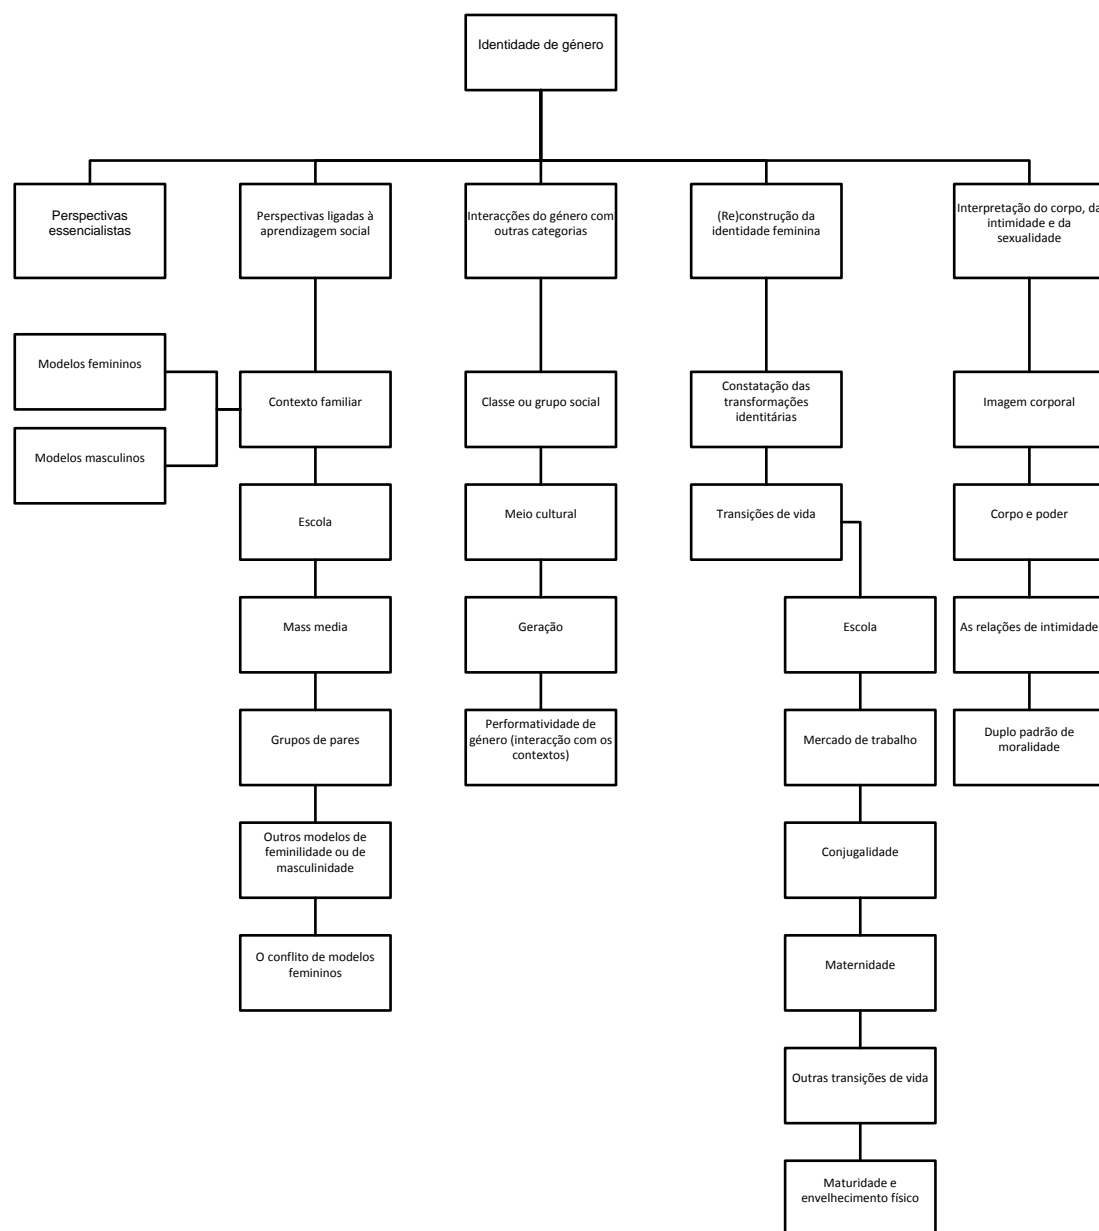 Identidade de género
Perspectivas
essencialistas
Perspectivas ligadas à
aprendizagem social
Interacções do género com
outras categorias
(Re)construção da
identidade feminina
Interpretação do corpo, da
intimidade e da
sexualidade
Modelos femininos
Modelos masculinos
Contexto familiar
Classe ou grupo social
Constatação das
transformações
identitárias
Imagem corporal
Escola
Meio cultural
Transições de vida
Corpo e poder
Mass media
Geração
Escola
As relações de intimidade
Grupos de pares
Performatividade de
género (interacção com os
contextos)
Mercado de trabalho
Duplo padrão de
moralidade
Outros modelos de
feminilidade ou de
masculinidade
Conjugalidade
O conflito de modelos
femininos
Maternidade
Outras transições de vida
Maturidade e
envelhecimento físico